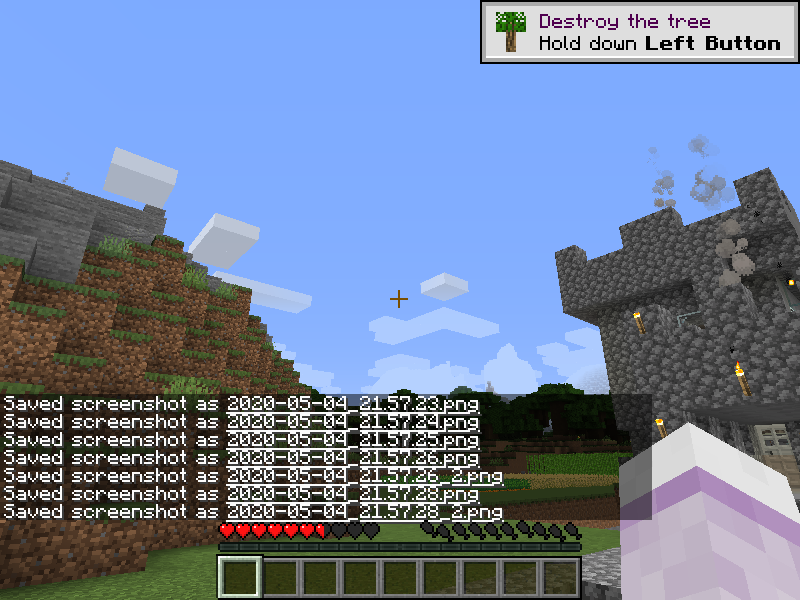 Destroy the tree
Hold down Left Button
Saved screenshot as 2020-05-04_21.57.23.png
Saved screenshot as 2020-05-04_21.57.24.png
Saved screenshot as 2020-05-04_21.57.25.png
Saved screenshot as 2020-05-04_21.57.26.png
Saved screenshot as 2020-05-04_21.57.26_2.png
Saved screenshot as 2020-05-04_21.57.28.png
Saved screenshot as 2020-05-04_21.57.28_2.png